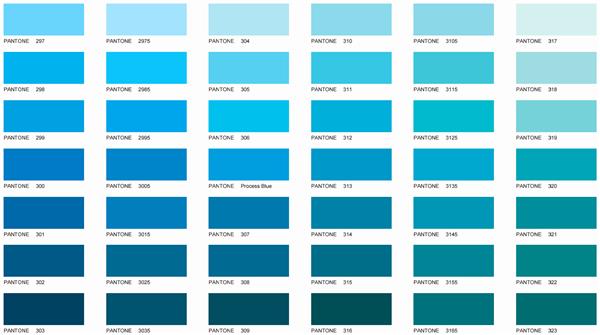 PANTONE 297 PANTONE 2975 PANTONE 304 PANTONE 310 PANTONE 3105 PANTONE 317
PANTONE 298 PANTONE 2985 PANTONE 305 PANTONE 311 PANTONE 3115 PANTONE 318
PANTONE 299 PANTONE 2995 PANTONE 306 PANTONE 312 PANTONE 3125 PANTONE 319
PANTONE 300 PANTONE 3005 PANTONE Process Blue PANTONE 313 PANTONE 3135 PANTONE 320
PANTONE 301 PANTONE 3015 PANTONE 307 PANTONE 314 PANTONE 3145 PANTONE 321
PANTONE 302 PANTONE 3025 PANTONE 308 PANTONE 315 PANTONE 3155 PANTONE 322
PANTONE 303 PANTONE 3035 PANTONE 309 PANTONE 316 PANTONE 3165 PANTONE 323